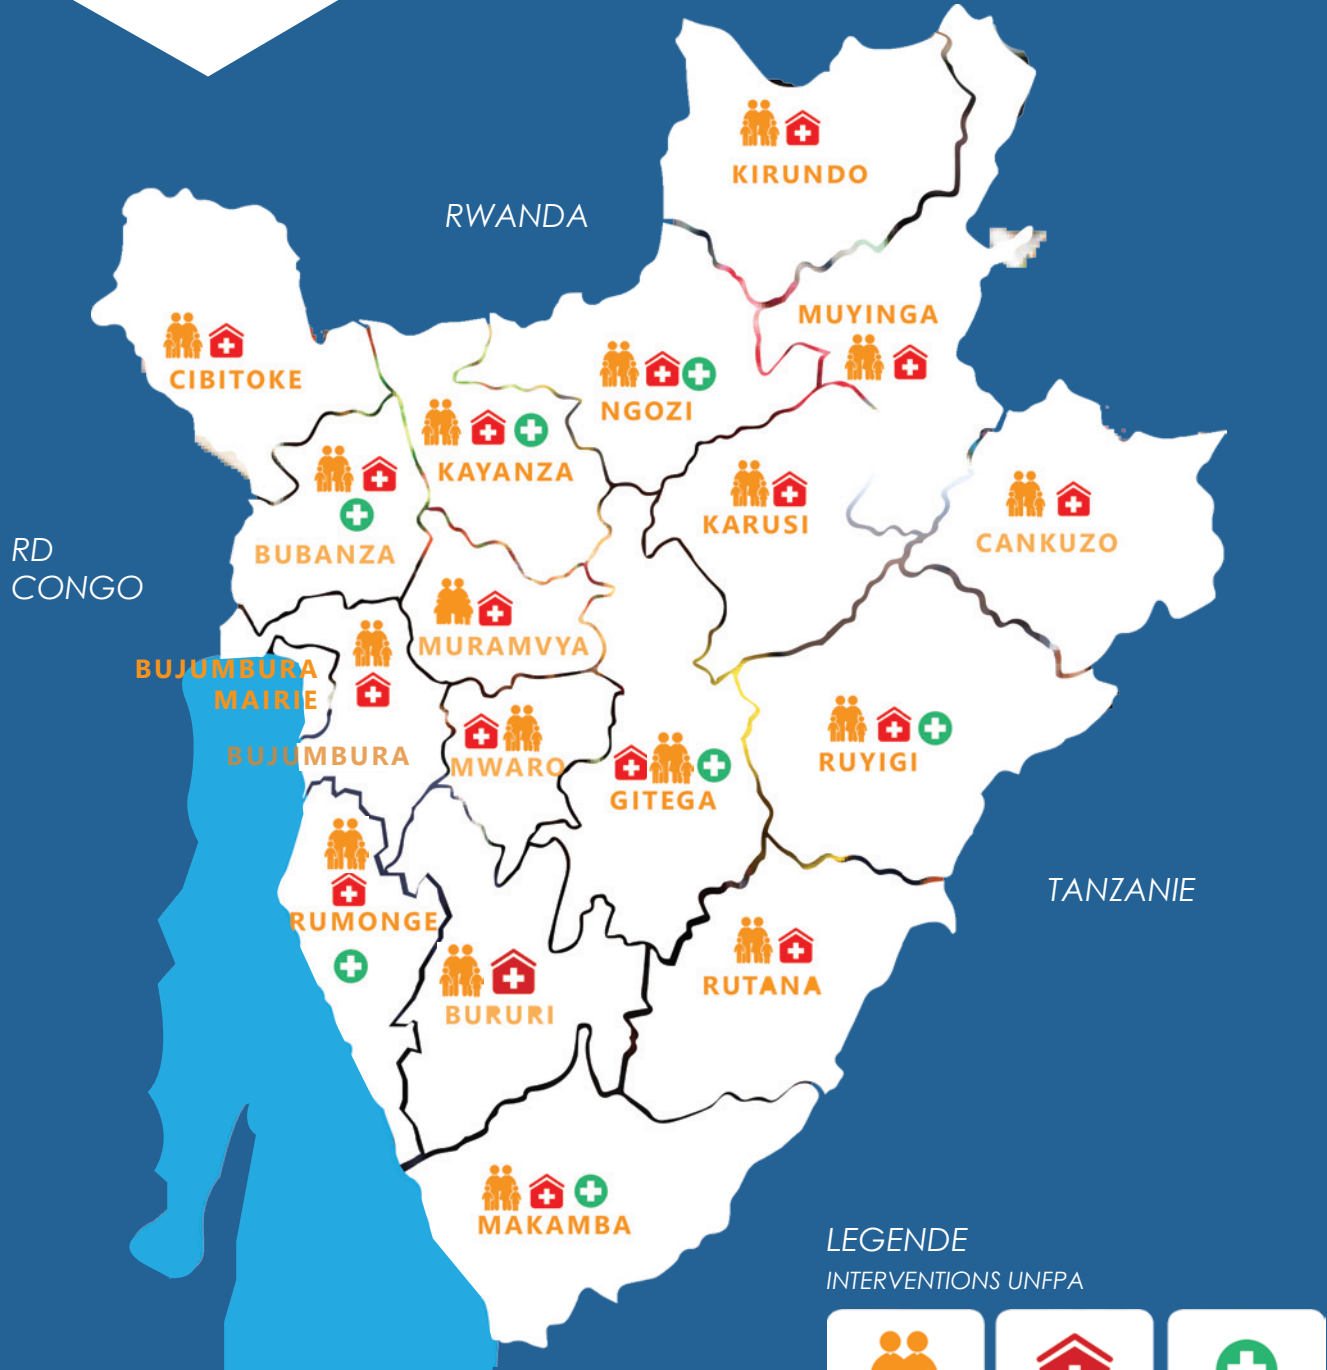 KIRUNDO
RWANDA
MUYINGA
CIBITOKE
NGOZI
KAYANZA
KARUSI
CANKUZO
BUBANZA
RD
CONGO
MURAMVYA
BUJUMBURA
MAIRIE
BUJUMBURA
MWARO
RUYIGI
GITEGA
TANZANIE
RUMONGE
RUTANA
BURURI
MAKAMBA
LEGENDE
INTERVENTIONS UNFPA